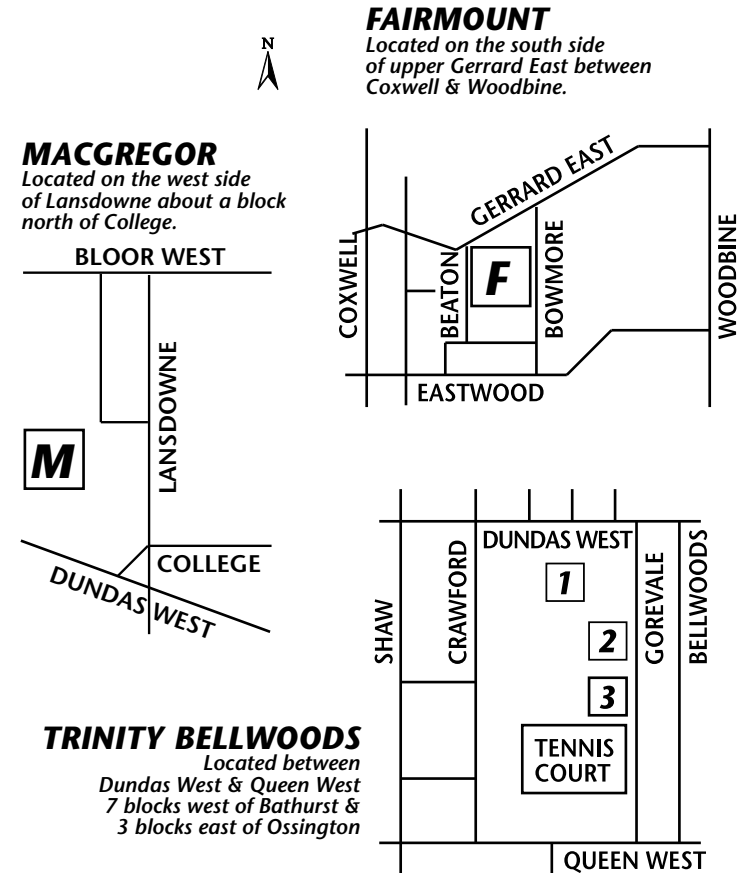 FAIRMOUNT
Located on the south side
of upper Gerrard East between
Coxwell & Woodbine.
N
MACGREGOR
Located on the west side
of Lansdowne about a block
north of College.
BLOOR WEST
LANSDOWNE
M
COLLEGE
DUNDAS WEST
GERRARD EAST
COXWELL
BEATON
F
BOWMORE
WOODBINE
EASTWOOD
DUNDAS WEST
SHAW
CRAWFORD
1
2
3
GOREVALE
BELLWOODS
TENNIS
COURT
QUEEN WEST
TRINITY BELLWOODS
Located between
Dundas West & Queen West
7 blocks west of Bathurst &
3 blocks east of Ossington